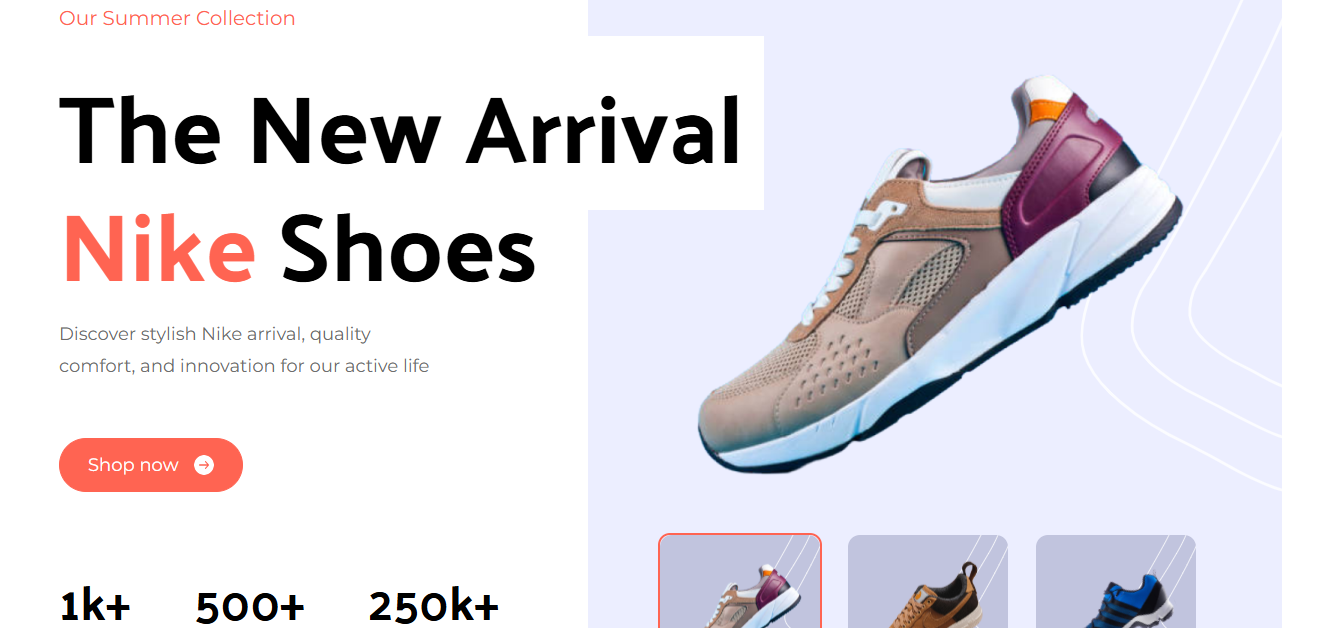 Our Summer Collection
The New Arrival
Nike Shoes
Discover stylish Nike arrival, quality
comfort, and innovation for our active life
Shop now
1k+ 500+ 250k+